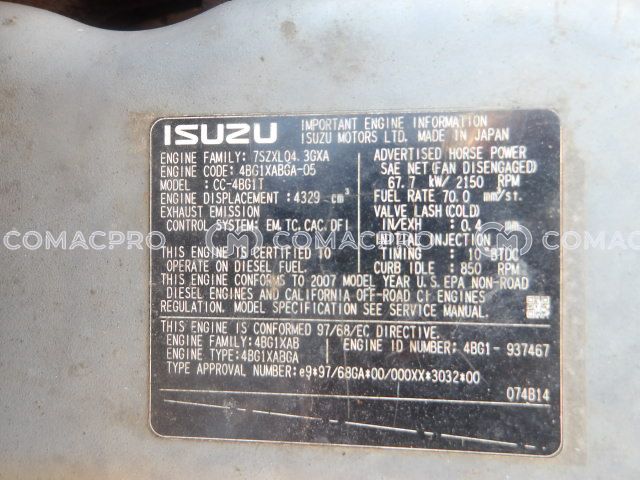 ISUZU
IMPORTANT ENGINE INFORMATION
ISUZU MOTORS LTD. MADE IN JAPAN
ENGINE FAMILY: 7SZXL04.3GXA
ENGINE CODE: 4BG1XABGA-05
MODEL : CC-4BG1T
ENGINE DISPLACEMENT: 4329 cm³
EXHAUST EMISSION
CONTROL SYSTEM: EM, TC, CAC, DFI
ADVERTISED HORSE POWER
SAE NET (FAN DISENGAGED)
67.7 kW/ 2150 RPM
FUEL RATE 70.0 mm³/st.
VALVE LASH (COLD)
IN/EXH : 0.4 mm
INITIAL INJECTION
TIMING : 10 °BTDC
CURB IDLE : 850 RPM
THIS ENGINE IS CERTIFIED TO
OPERATE ON DIESEL FUEL.
THIS ENGINE CONFORMS TO 2007 MODEL YEAR U.S. EPA NON-ROAD
DIESEL ENGINES AND CALIFORNIA OFF-ROAD CI ENGINES
REGULATION. MODEL SPECIFICATION SEE SERVICE MANUAL.
THIS ENGINE IS CONFORMED 97/68/EC DIRECTIVE.
ENGINE FAMILY: 4BG1XAB
ENGINE ID NUMBER: 4BG1- 937467
ENGINE TYPE: 4BG1XABGA
TYPE APPROVAL NUMBER: e9*97/68GA*00/000XX*3032*00
074B14
COMACPRO COMACPRO COMACPRO COMACPRO